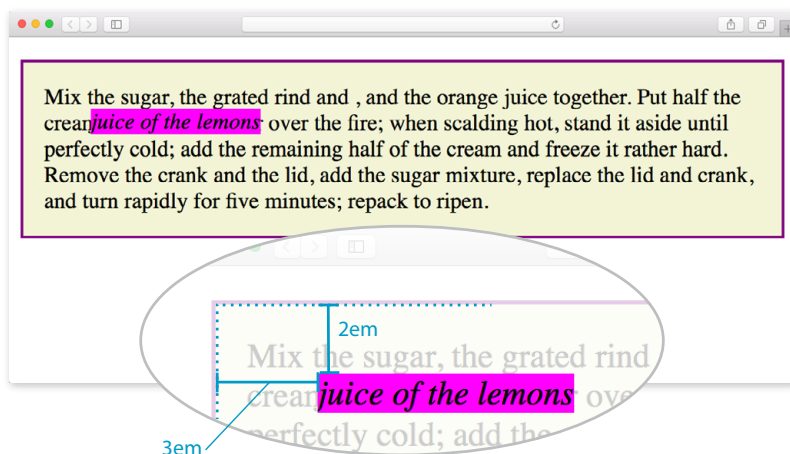 Mix the sugar, the grated rind and , and the orange juice together. Put half the
crean juice of the lemons over the fire; when scalding hot, stand it aside until
perfectly cold; add the remaining half of the cream and freeze it rather hard.
Remove the crank and the lid, add the sugar mixture, replace the lid and crank,
and turn rapidly for five minutes; repack to ripen.
2em
Mix the sugar, the grated rind
crean juice of the lemons ove
perfectly cold; add the
3em